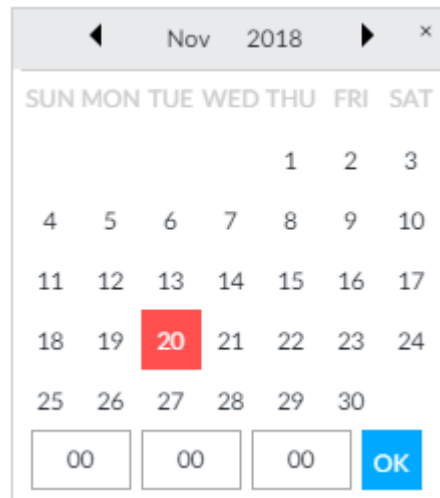 Nov 2018 ×
SUN MON TUE WED THU FRI SAT
1 2 3
4 5 6 7 8 9 10
11 12 13 14 15 16 17
18 19 20 21 22 23 24
25 26 27 28 29 30
00 00 00 OK